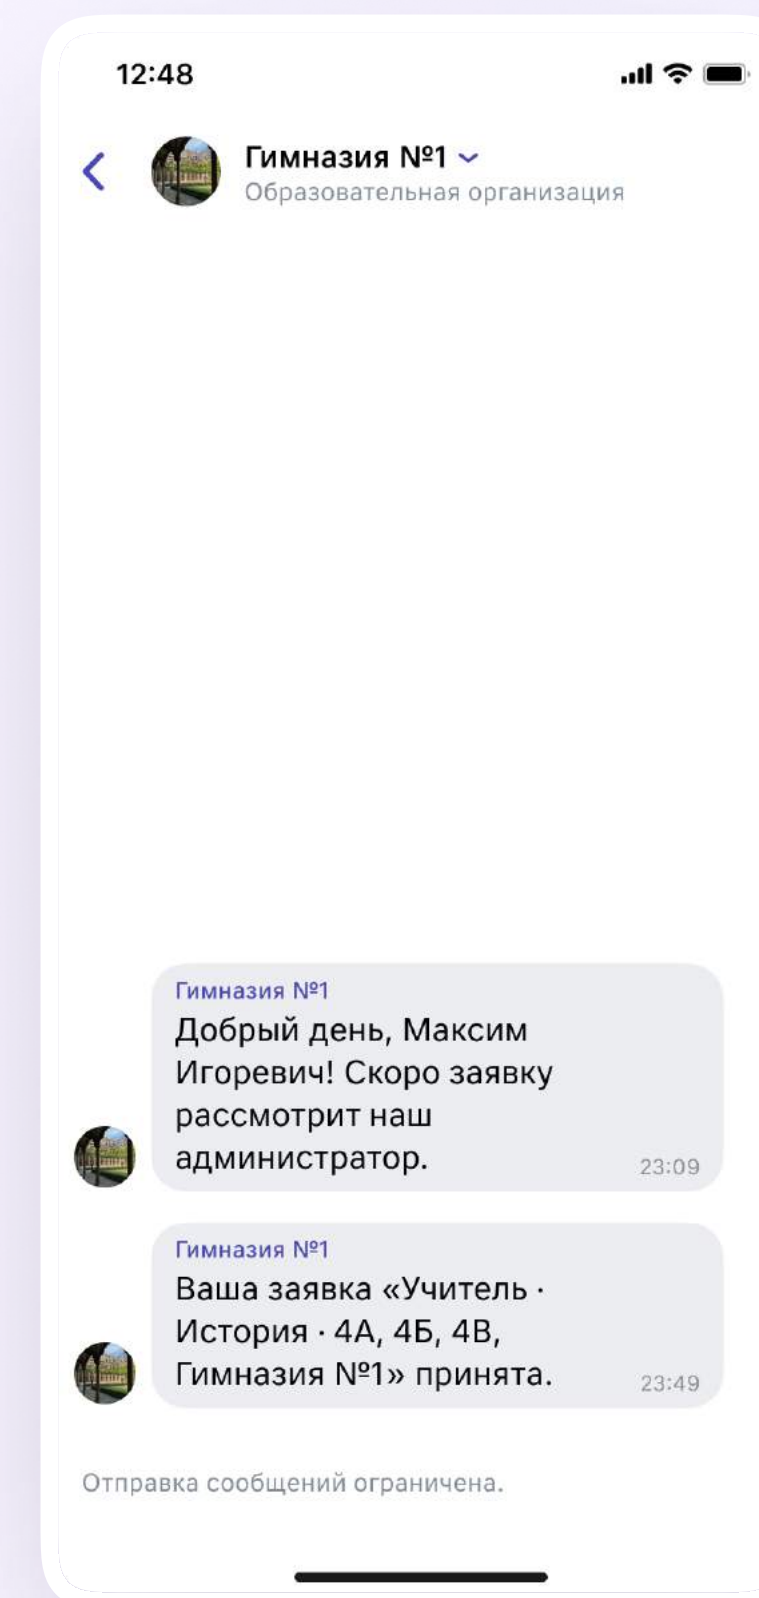 12:48
Гимназия №1
Образовательная организация
Гимназия №1
Добрый день, Максим
Игоревич! Скоро заявку
рассмотрит наш
администратор.
23:09
Гимназия №1
Ваша заявка «Учитель ·
История · 4А, 4Б, 4В,
Гимназия №1» принята.
23:49
Отправка сообщений ограничена.